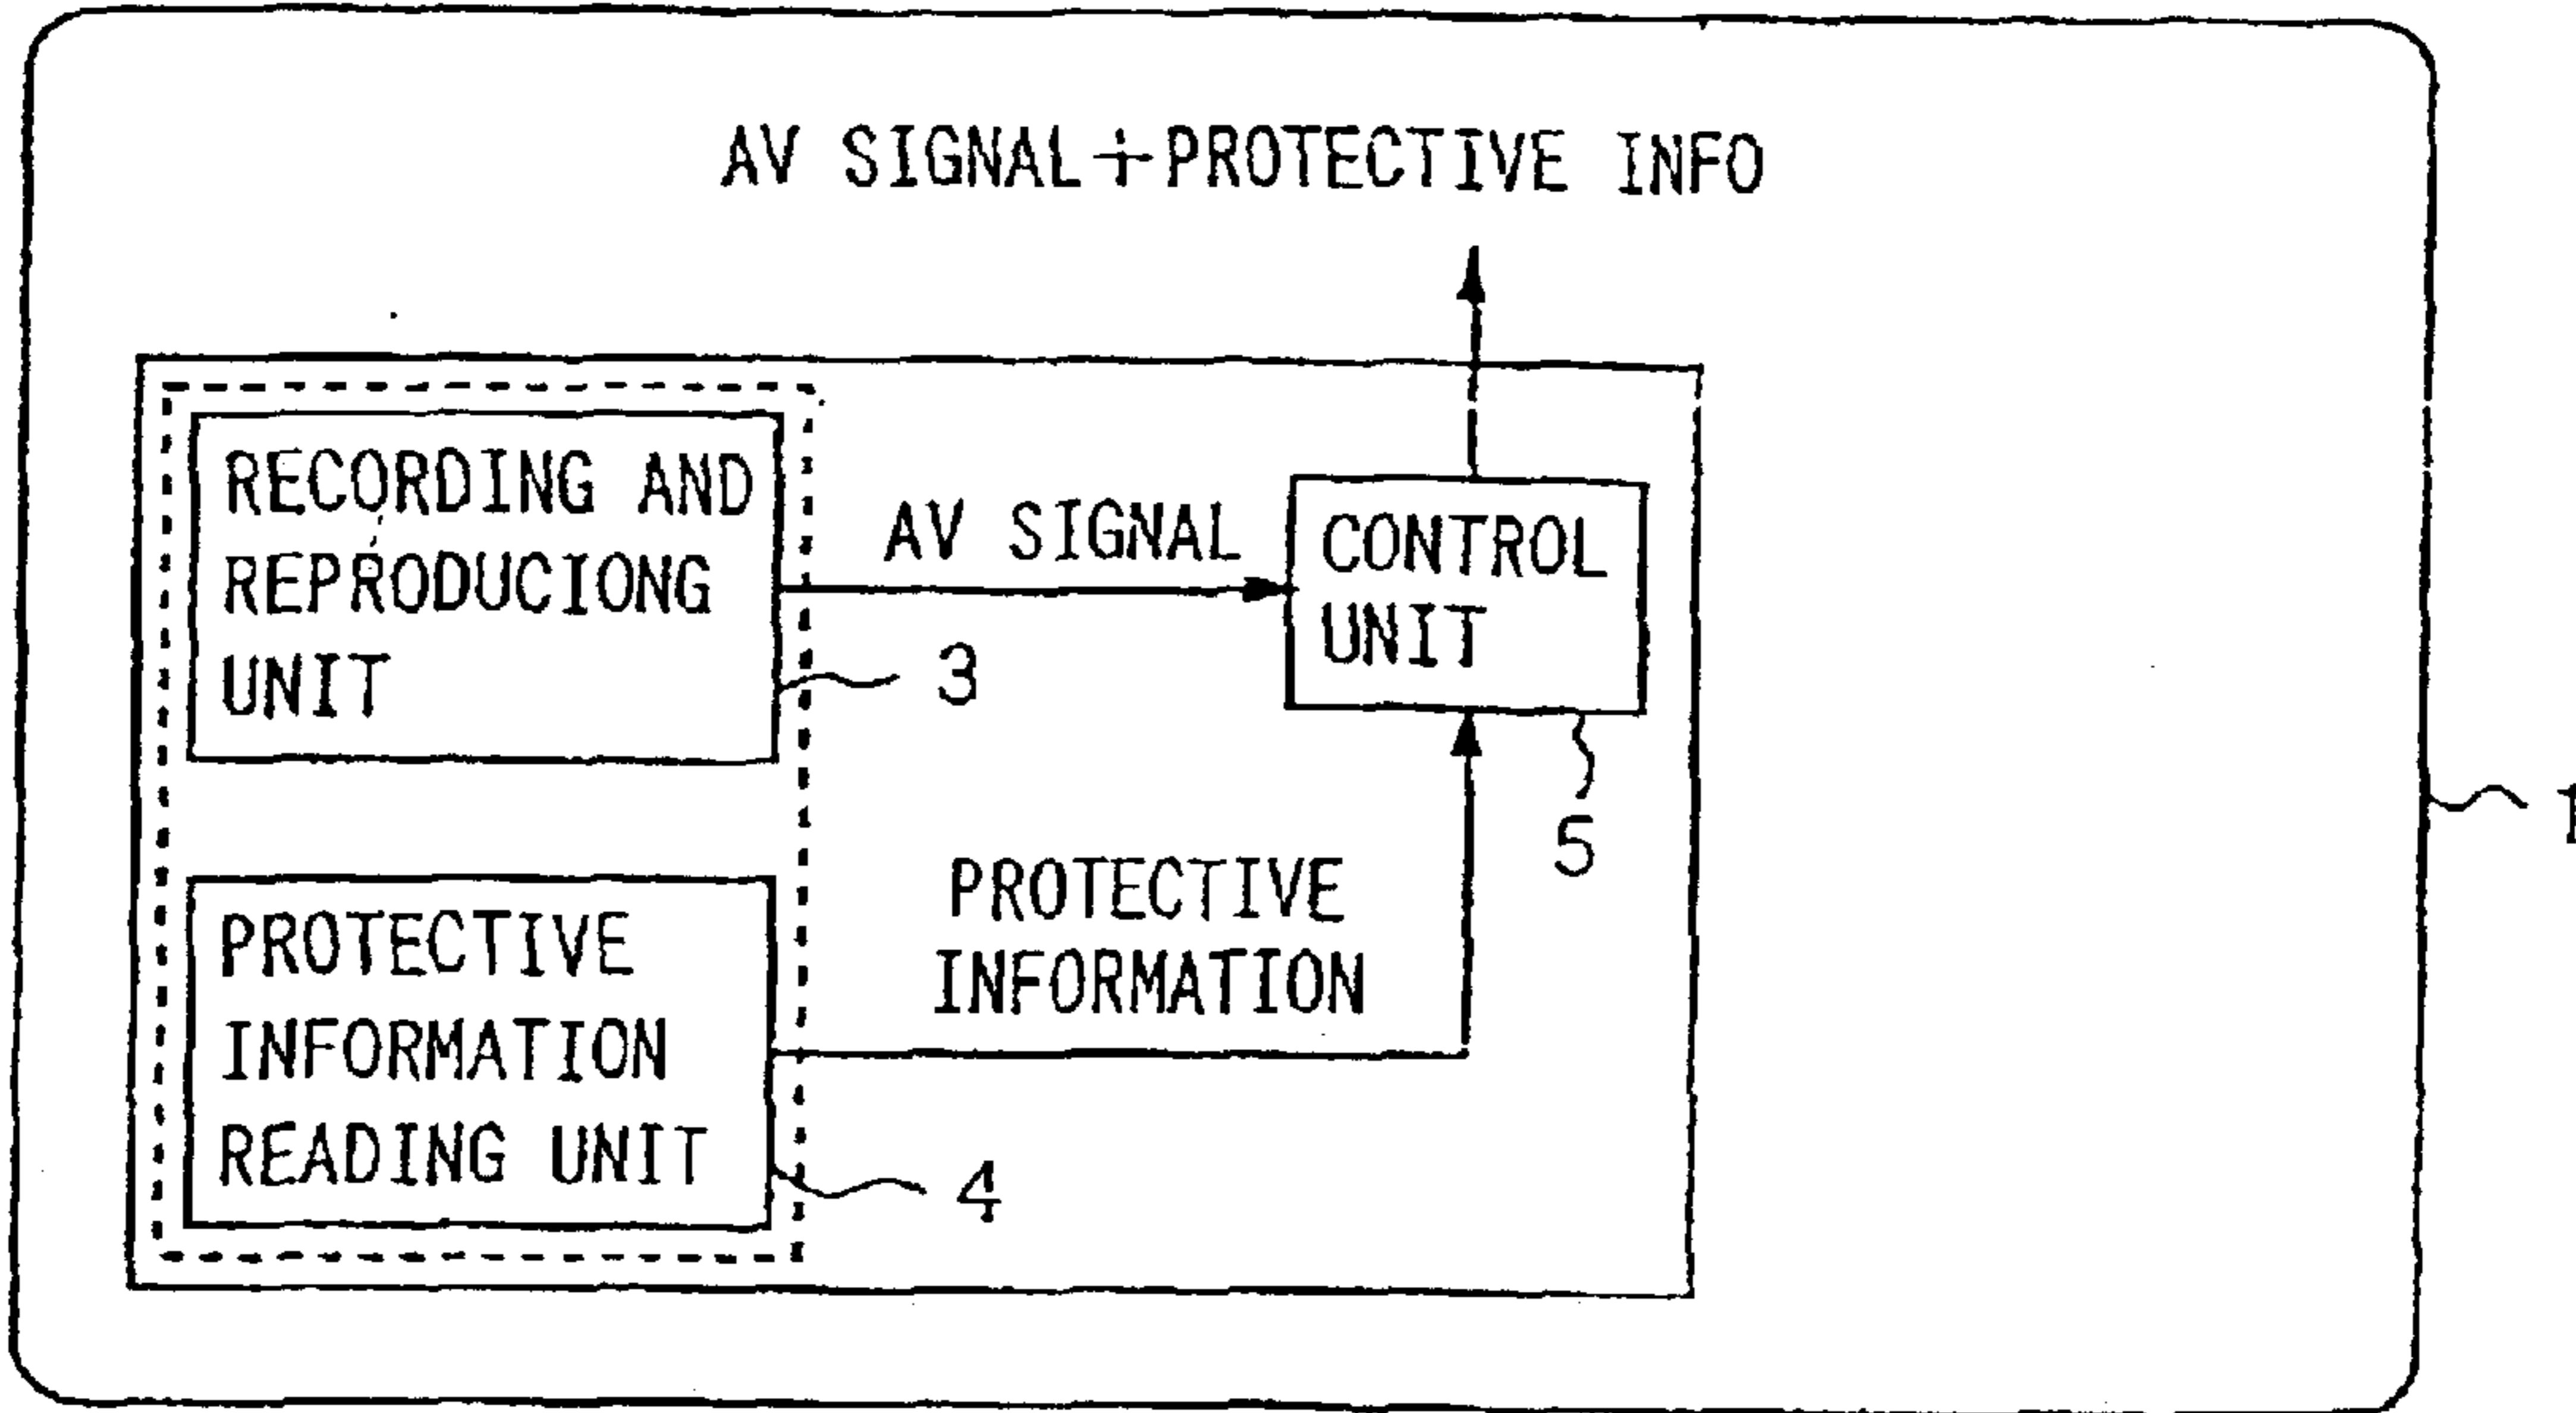 AV SIGNAL+PROTECTIVE INFO
RECORDING AND
REPRODUCIONG
UNIT
AV SIGNAL
CONTROL
UNIT
3
5
1
PROTECTIVE
INFORMATION
PROTECTIVE
INFORMATION
READING UNIT
4